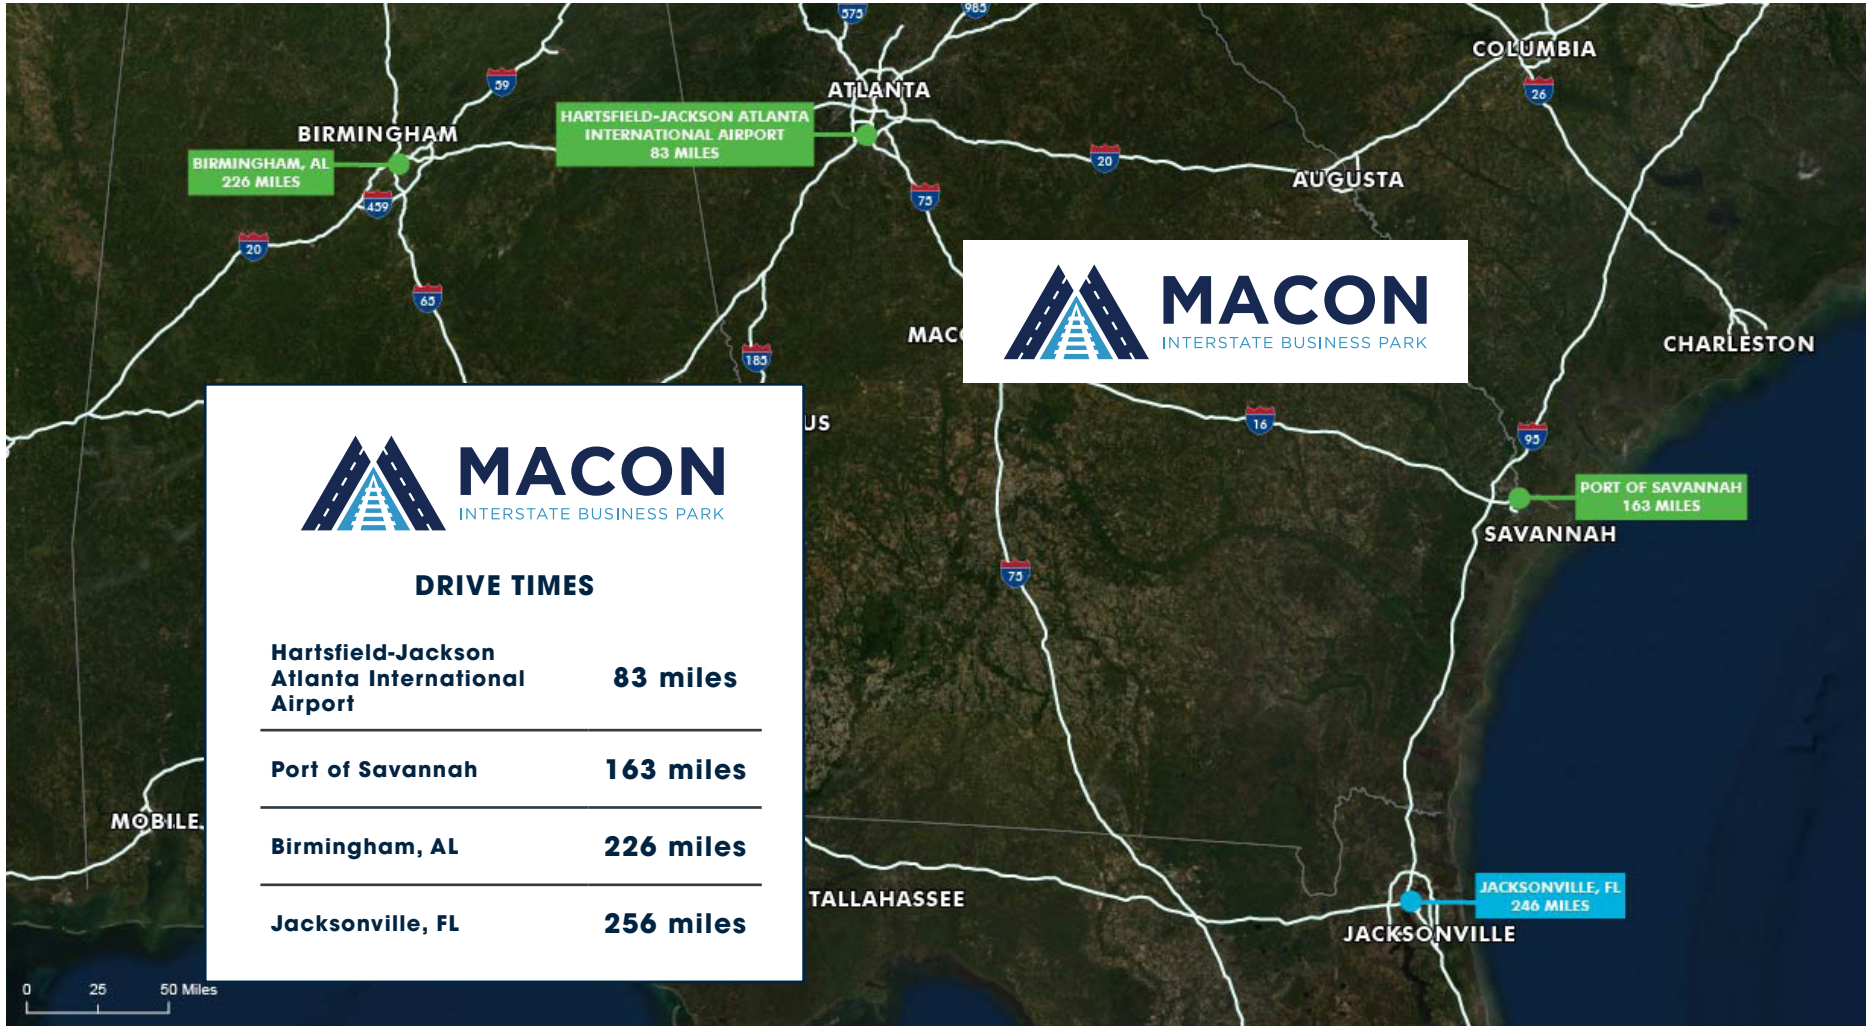 575
985
COLUMBIA
59
ATLANTA
26
HARTSFIELD-JACKSON ATLANTA
INTERNATIONAL AIRPORT
83 MILES
BIRMINGHAM
BIRMINGHAM, AL
226 MILES
20
AUGUSTA
459
75
20
65
MACON
INTERSTATE BUSINESS PARK
MACO
CHARLESTON
185
US
16
95
MACON
INTERSTATE BUSINESS PARK
PORT OF SAVANNAH
163 MILES
SAVANNAH
75
DRIVE TIMES
Hartsfield-Jackson
Atlanta International
Airport
83 miles
Port of Savannah
163 miles
Birmingham, AL
226 miles
Jacksonville, FL
256 miles
MOBILE
TALLAHASSEE
JACKSONVILLE, FL
246 MILES
JACKSONVILLE
0 25 50 Miles